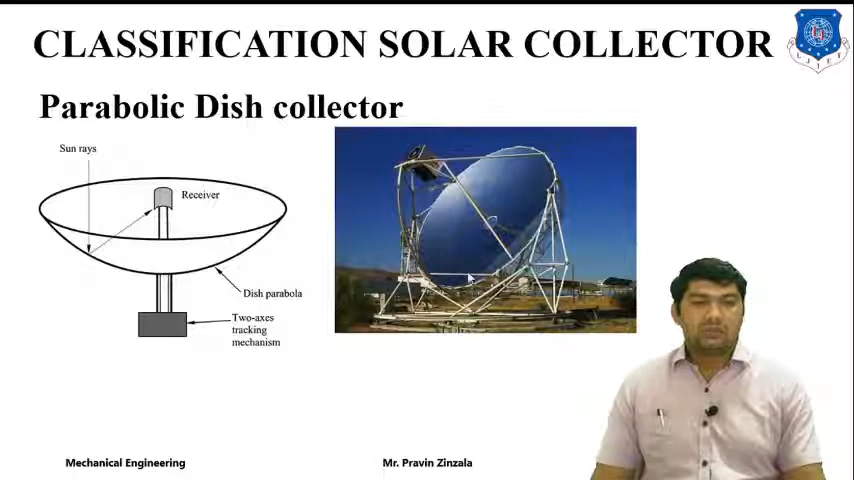 CLASSIFICATION SOLAR COLLECTOR
Parabolic Dish collector
Sun rays
Receiver
Dish parabola
Two-axes
tracking
mechanism
Mechanical Engineering
Mr. Pravin Zinzala